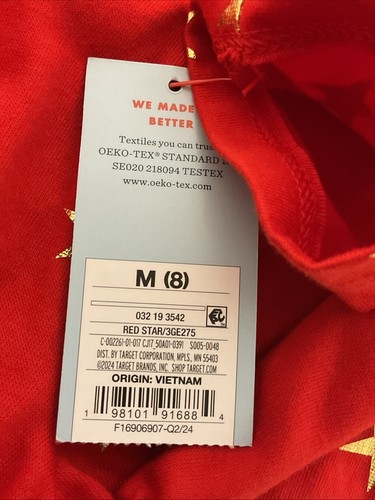 WE MADE
BETTER
Textiles you can trus
OEKO-TEX® STANDARD
SE020 218094 TESTEX
www.oeko-tex.com
M (8)
032 19 3542
RED STAR/3GE275
C-002261-01-017 CJ17_50A01-0391 S005-0048
DIST. BY TARGET CORPORATION, MPLS, MN 55403
©2024 TARGET BRANDS, INC. SHOP TARGET.COM
ORIGIN: VIETNAM
1 98101 91688 4
F16906907-Q2/24